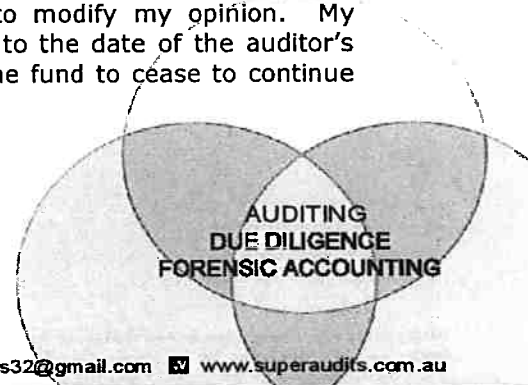 to modify my opinion. My
to the date of the auditor's
fund to cease to continue
AUDITING
DUE DILIGENCE
FORENSIC ACCOUNTING
s32@gmail.com www.superaudits.com.au